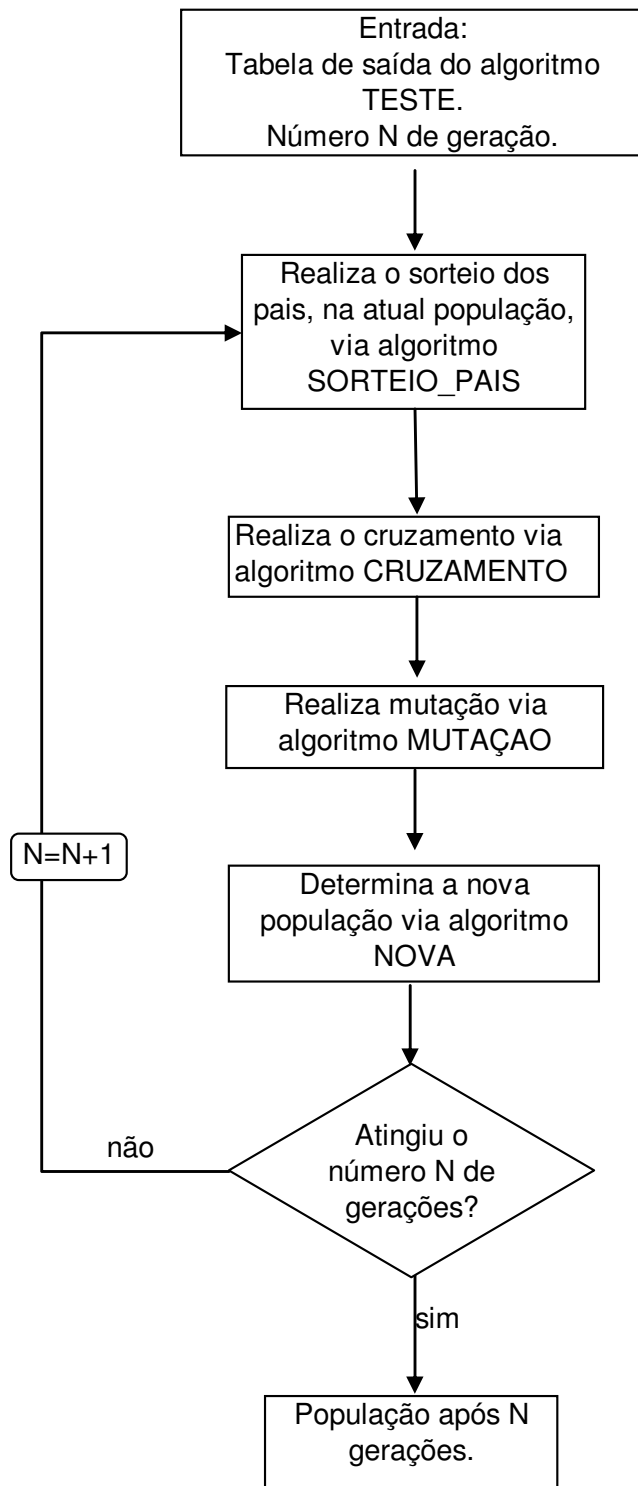 Entrada:
Tabela de saída do algoritmo
TESTE.
Número N de geração.
Realiza o sorteio dos
pais, na atual população,
via algoritmo
SORTEIO_PAIS
Realiza o cruzamento via
algoritmo CRUZAMENTO
Realiza mutação via
algoritmo MUTAÇAO
N=N+1
Determina a nova
população via algoritmo
NOVA
não
Atingiu o
número N de
gerações?
sim
População após N
gerações.